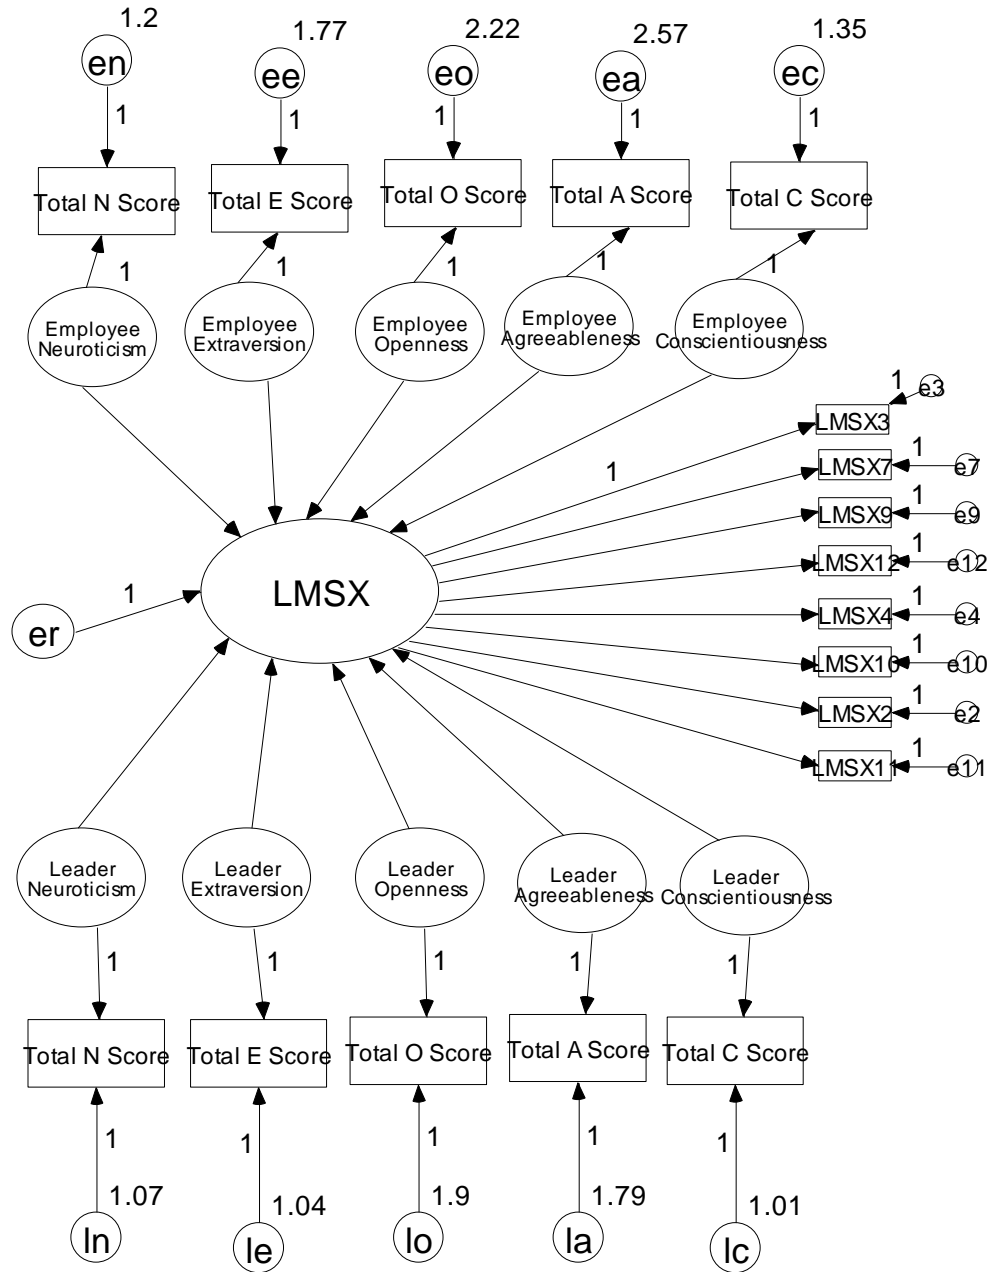 1.2
1.77
2.22
2.57
1.35
en
ee
eo
ea
ec
1
1
1
1
1
Total N Score
Total E Score
Total O Score
Total A Score
Total C Score
1
1
1
1
1
Employee
Neuroticism
Employee
Extraversion
Employee
Openness
Employee
Agreeableness
Employee
Conscientiousness
1
e3
LMSX3
1
1
LMSX7
e7
1
LMSX9
e9
1
LMSX12
e12
LMSX
1
er
1
LMSX4
e4
1
LMSX10
e10
1
LMSX2
e2
1
LMSX11
e11
Leader
Neuroticism
Leader
Extraversion
Leader
Openness
Leader
Agreeableness
Leader
Conscientiousness
1
1
1
1
1
Total N Score
Total E Score
Total O Score
Total A Score
Total C Score
1
1
1
1
1
1.07
1.04
1.9
1.79
1.01
ln
le
lo
la
lc